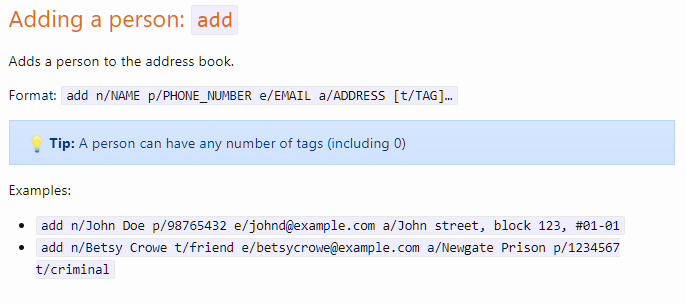 Adding a person: add
Adds a person to the address book.
Format: add n/NAME p/PHONE_NUMBER e/EMAIL a/ADDRESS [t/TAG]…
💡 Tip: A person can have any number of tags (including 0)
Examples:
• add n/John Doe p/98765432 e/johnd@example.com a/John street, block 123, #01-01
• add n/Betsy Crowe t/friend e/betsycrowe@example.com a/Newgate Prison p/1234567
t/criminal